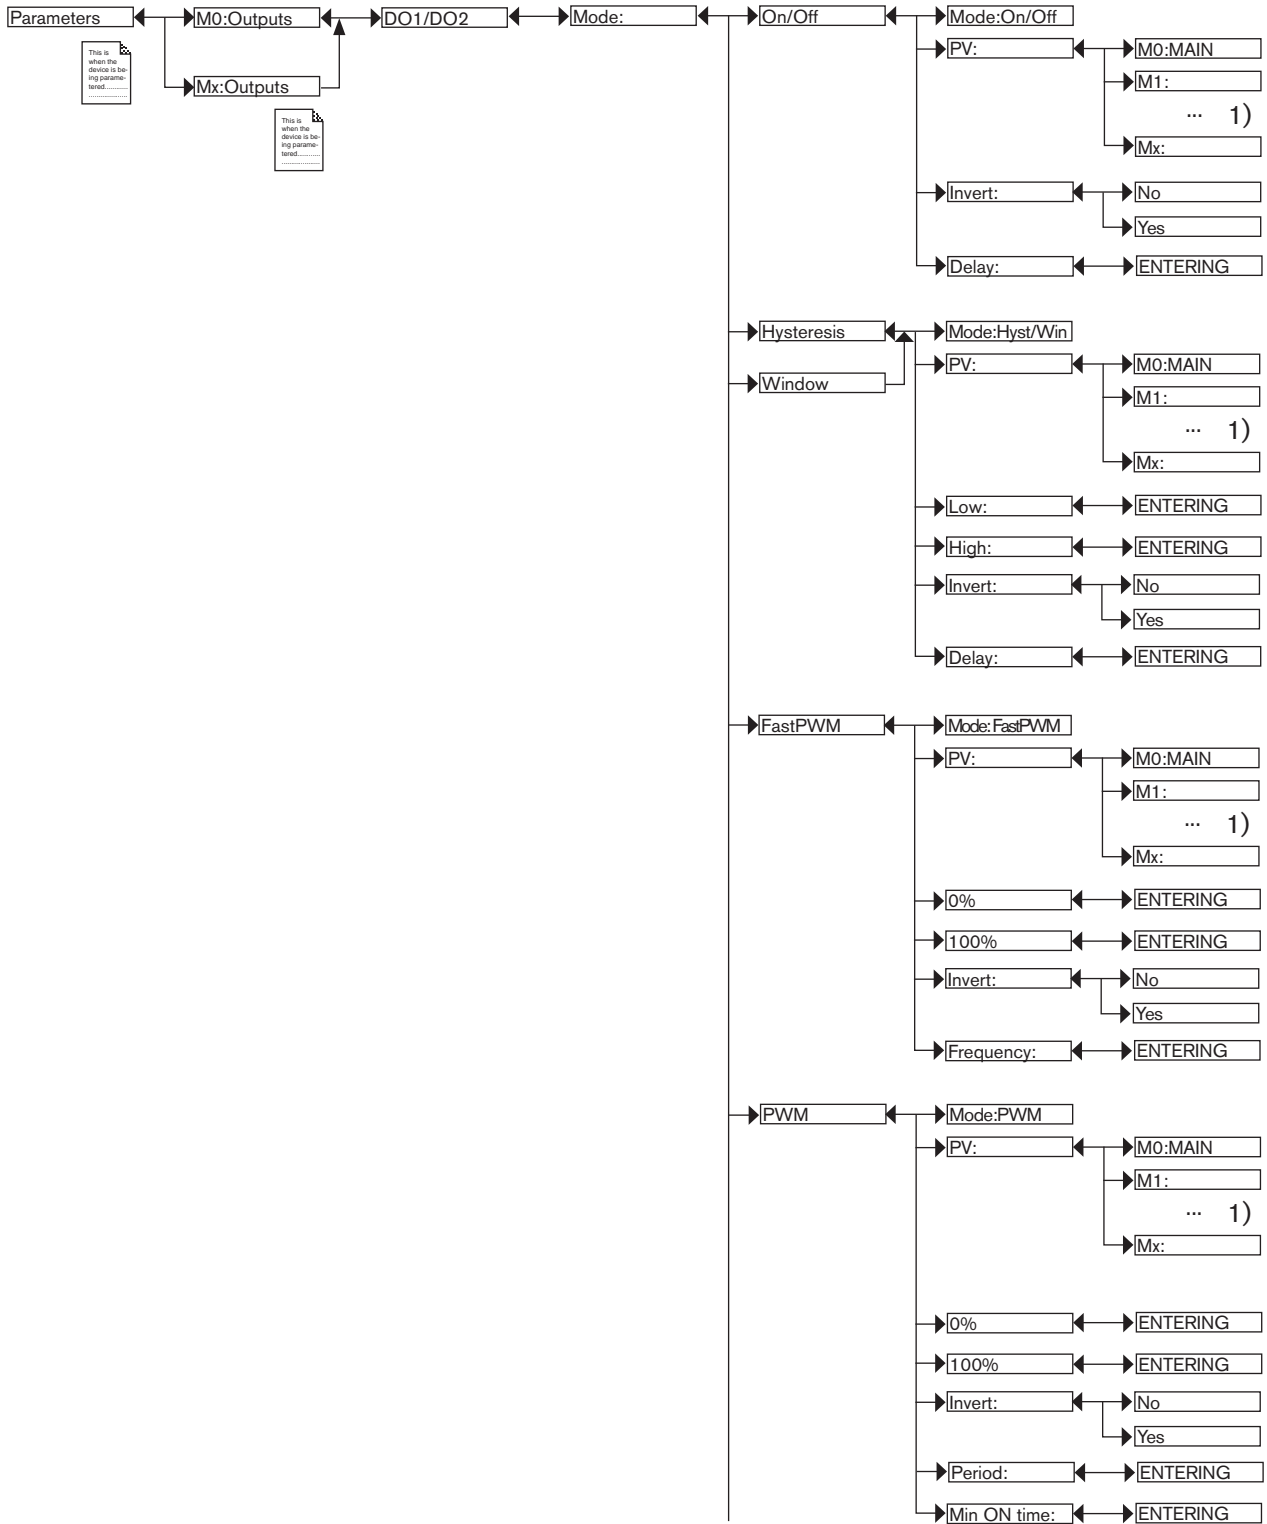 Parameters
M0:Outputs
DO1/DO2
Mode:
On/Off
Mode:On/Off
This is
when the
device is be-
ing parame-
tered............
....................
Mx:Outputs
This is
when the
device is be-
ing parame-
tered............
....................
PV:
M0:MAIN
M1:
... 1)
Mx:
Invert:
No
Yes
Delay:
ENTERING
Hysteresis
Mode:Hyst/Win
Window
PV:
M0:MAIN
M1:
... 1)
Mx:
Low:
ENTERING
High:
ENTERING
Invert:
No
Yes
Delay:
ENTERING
FastPWM
Mode:FastPWM
PV:
M0:MAIN
M1:
... 1)
Mx:
0%
ENTERING
100%
ENTERING
Invert:
No
Yes
Frequency:
ENTERING
PWM
Mode:PWM
PV:
M0:MAIN
M1:
... 1)
Mx:
0%
ENTERING
100%
ENTERING
Invert:
No
Yes
Period:
ENTERING
Min ON time:
ENTERING